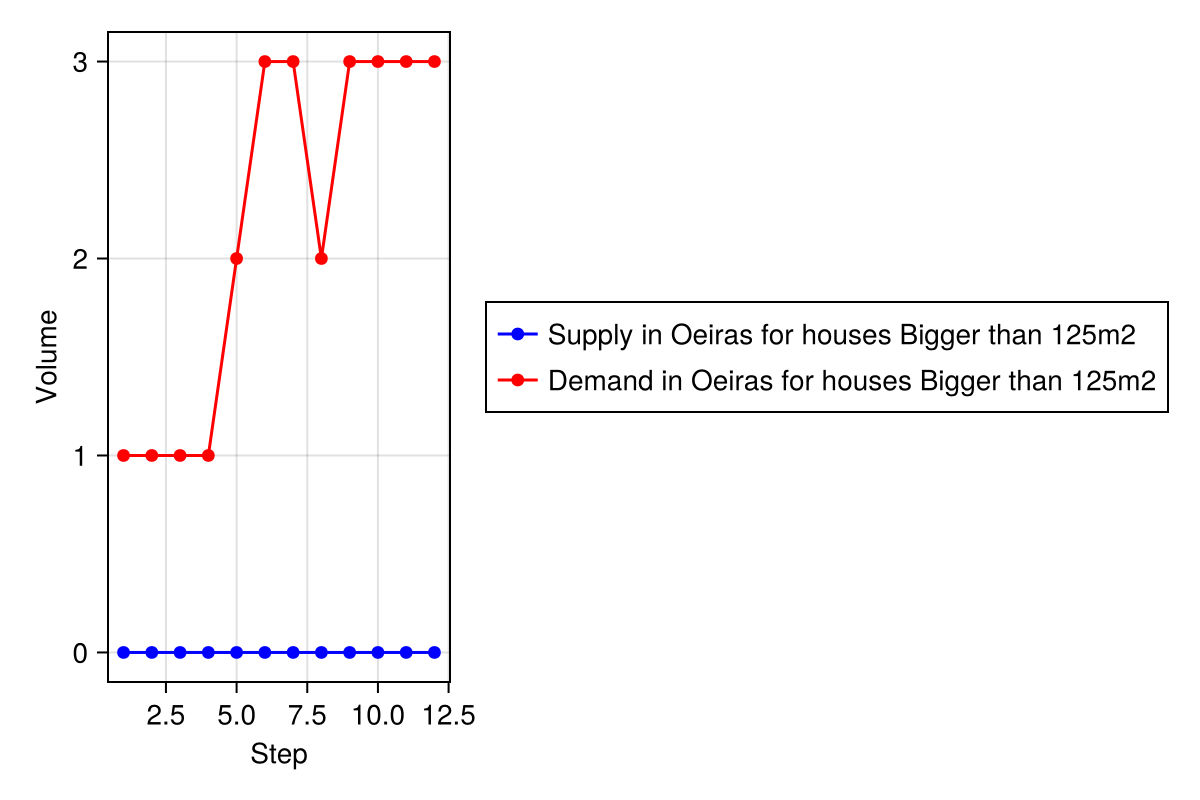 3
2
1
0
Volume
2.5 5.0 7.5 10.0 12.5
Step
Supply in Oeiras for houses Bigger than 125m2
Demand in Oeiras for houses Bigger than 125m2